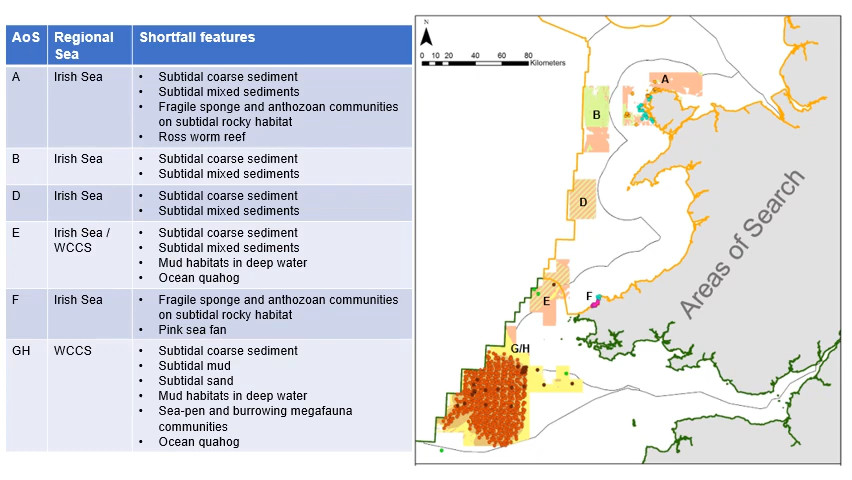 AoS Regional Shortfall features
Sea
A Irish Sea • Subtidal coarse sediment
• Subtidal mixed sediments
• Fragile sponge and anthozoan communities
on subtidal rocky habitat
• Ross worm reef
B Irish Sea • Subtidal coarse sediment
• Subtidal mixed sediments
D Irish Sea • Subtidal coarse sediment
• Subtidal mixed sediments
E Irish Sea / • Subtidal coarse sediment
WCCS • Subtidal mixed sediments
• Mud habitats in deep water
• Ocean quahog
F Irish Sea • Fragile sponge and anthozoan communities
on subtidal rocky habitat
• Pink sea fan
GH WCCS • Subtidal coarse sediment
• Subtidal mud
• Subtidal sand
• Mud habitats in deep water
• Sea-pen and burrowing megafauna
communities
• Ocean quahog
N
0 10 20 40 60 80
Kilometers
A
B
D
E
F
G/H
Areas of Search